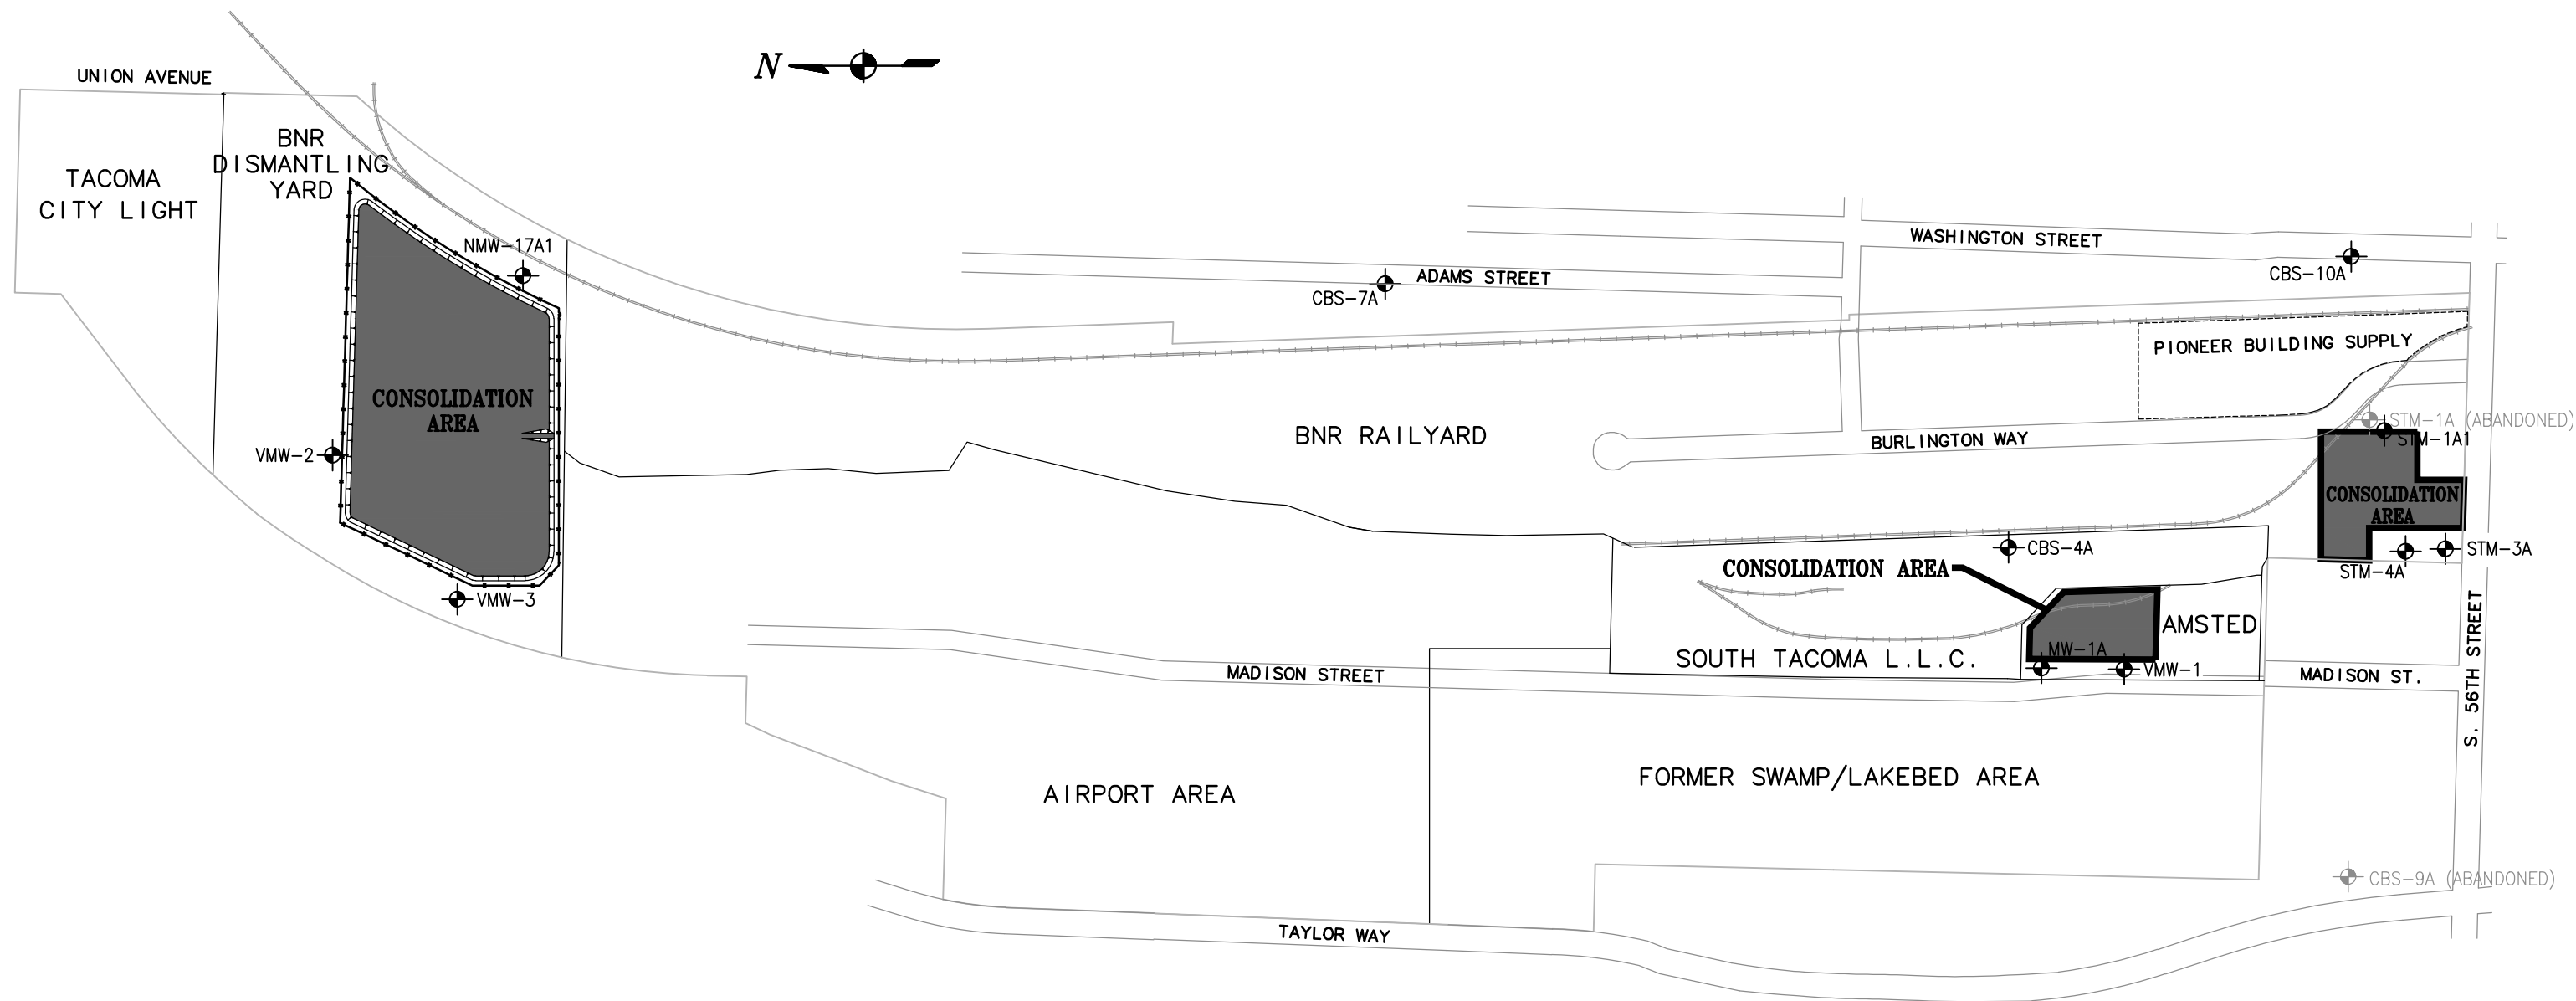 N
UNION AVENUE
BNR
DISMANTLING
YARD
TACOMA
CITY LIGHT
NMW-17A1
WASHINGTON STREET
CBS-10A
ADAMS STREET
CBS-7A
PIONEER BUILDING SUPPLY
CONSOLIDATION
AREA
STM-1A (ABANDONED)
STM-1A1
BNR RAILYARD
BURLINGTON WAY
VMW-2
CONSOLIDATION
AREA
CBS-4A
STM-3A
STM-4A
CONSOLIDATION AREA
VMW-3
AMSTED
MW-1A
SOUTH TACOMA L.L.C.
VMW-1
MADISON STREET
MADISON ST.
S. 56TH STREET
AIRPORT AREA
FORMER SWAMP/LAKEBED AREA
CBS-9A (ABANDONED)
TAYLOR WAY